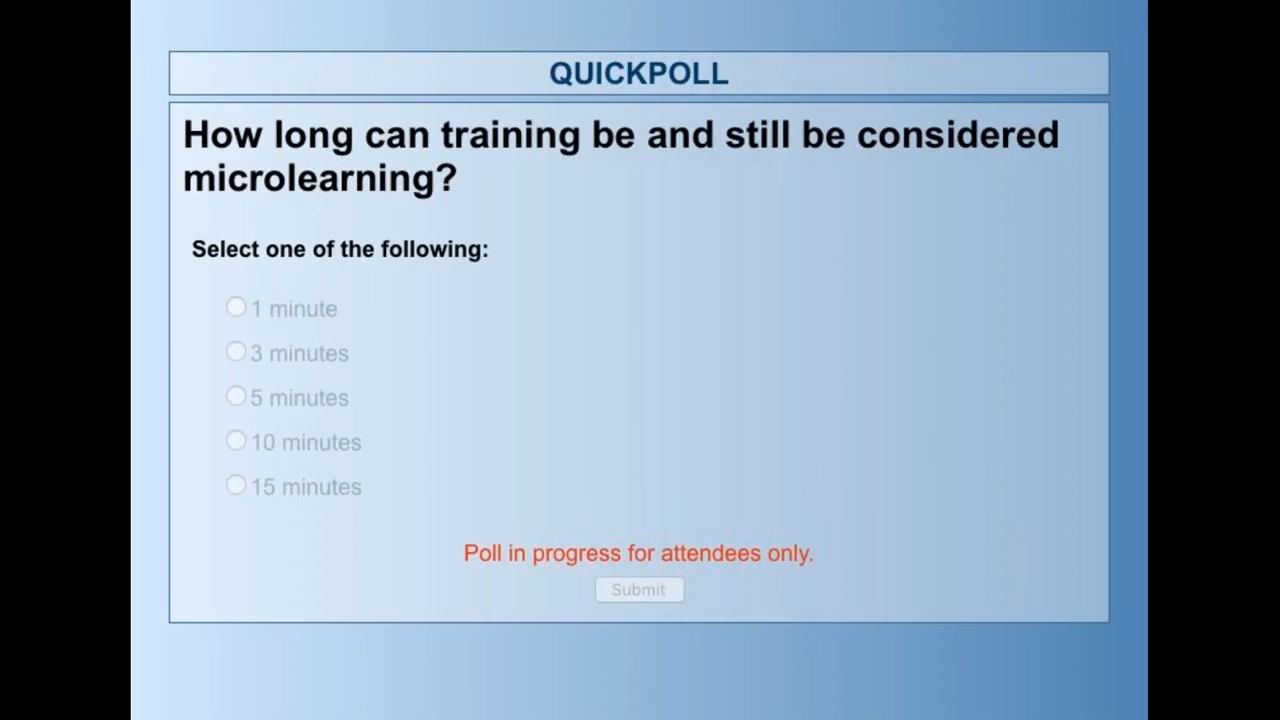 QUICKPOLL
How long can training be and still be considered
microlearning?
Select one of the following:
1 minute
3 minutes
5 minutes
10 minutes
15 minutes
Poll in progress for attendees only.
Submit